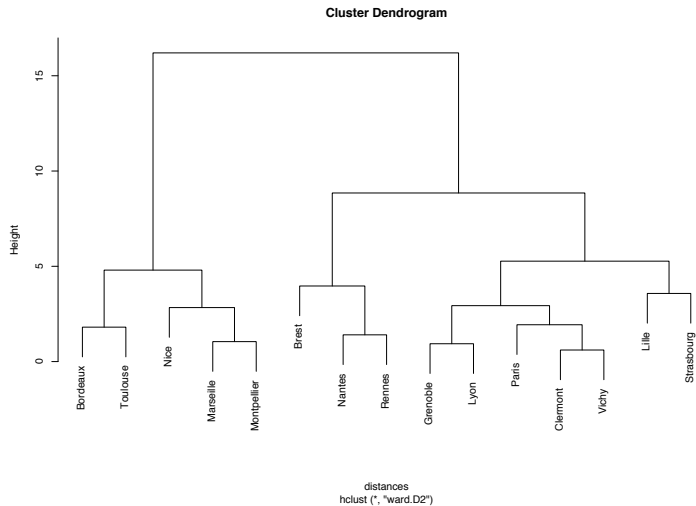 Cluster Dendrogram
Height
15
10
5
0
Bordeaux
Toulouse
Nice
Marseille
Montpellier
Brest
Nantes
Rennes
Grenoble
Lyon
Paris
Clermont
Vichy
Lille
Strasbourg
distances
hclust (*, "ward.D2")